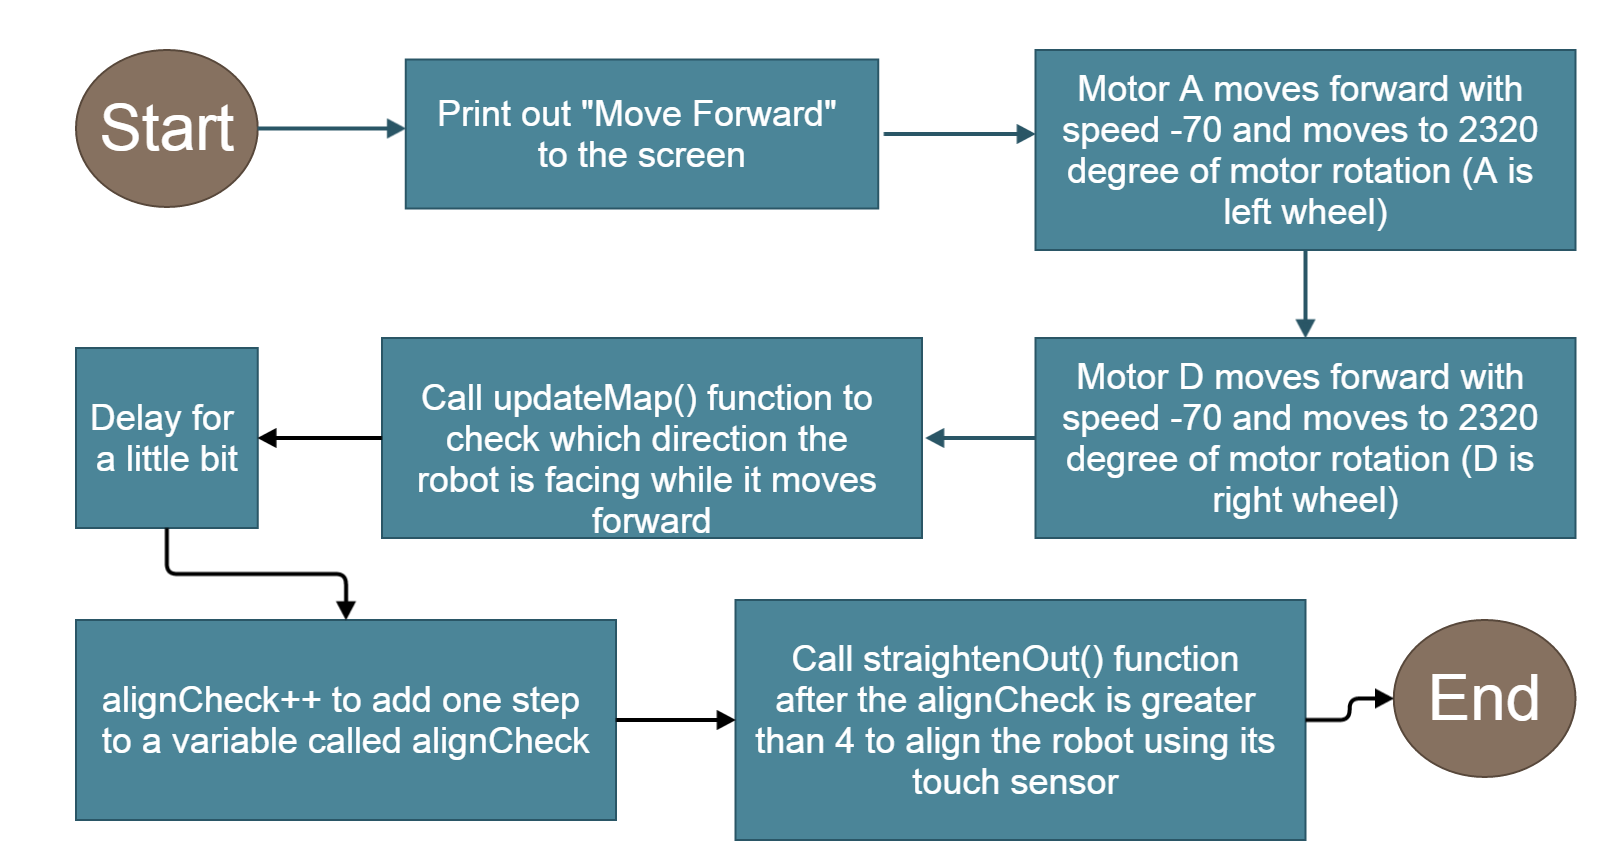 Start
Print out "Move Forward"
to the screen
Motor A moves forward with
speed -70 and moves to 2320
degree of motor rotation (A is
left wheel)
Motor D moves forward with
speed -70 and moves to 2320
degree of motor rotation (D is
right wheel)
Call updateMap() function to
check which direction the
robot is facing while it moves
forward
Delay for
a little bit
alignCheck++ to add one step
to a variable called alignCheck
Call straightenOut() function
after the alignCheck is greater
than 4 to align the robot using its
touch sensor
End